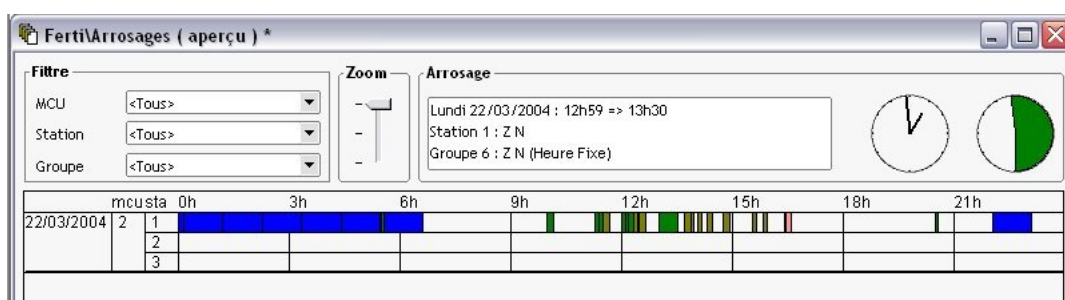 Ferti\Arrosages ( aperçu ) *
Filtre
MCU <Tous>
Station <Tous>
Groupe <Tous>
Zoom
Arrosage
Lundi 22/03/2004 : 12h59 => 13h30
Station 1 : Z N
Groupe 6 : Z N (Heure Fixe)
mcu sta 0h 3h 6h 9h 12h 15h 18h 21h
22/03/2004 2 1
2
3